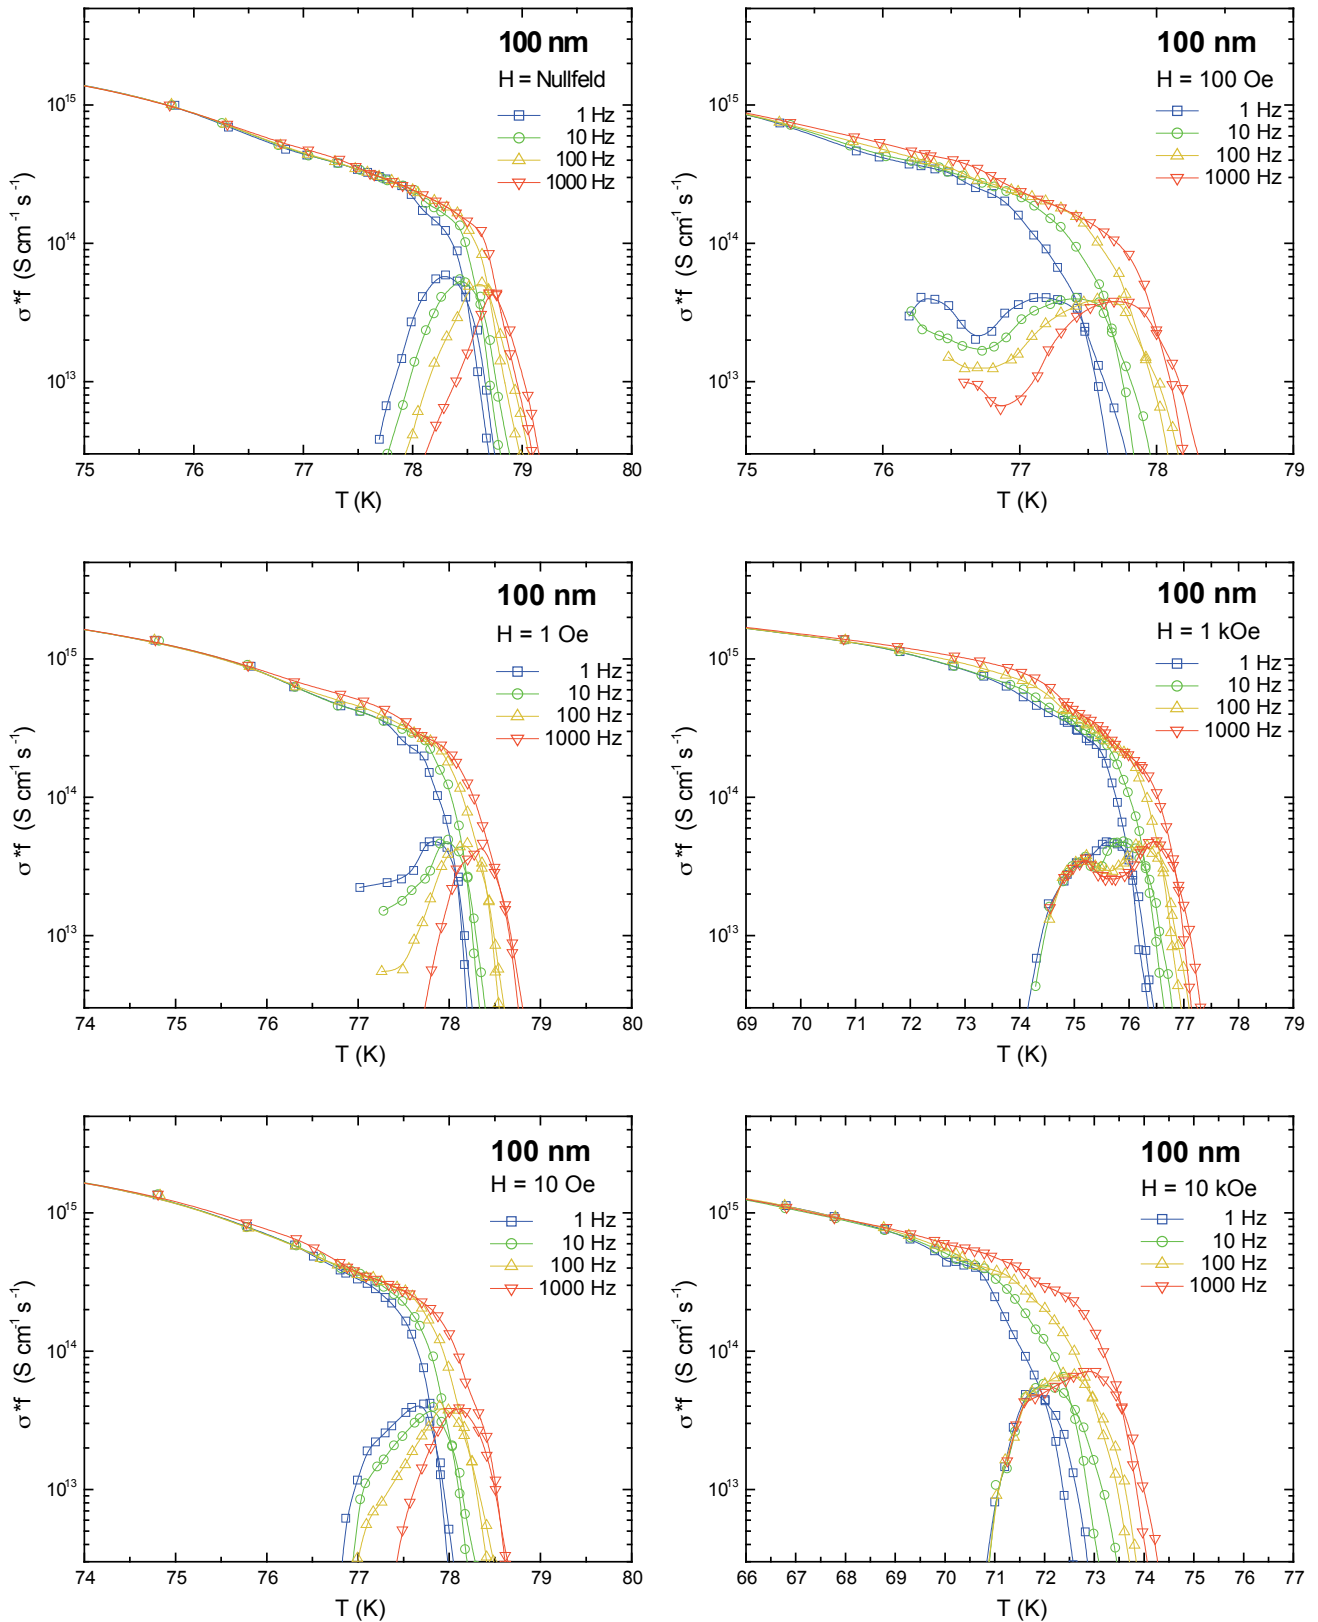 100 nm
H = Nullfeld
1 Hz
10 Hz
100 Hz
1000 Hz
10^15
10^14
10^13
σ*f (S cm^-1 s^-1)
75 76 77 78 79 80
T (K)
100 nm
H = 100 Oe
1 Hz
10 Hz
100 Hz
1000 Hz
10^15
10^14
10^13
σ*f (S cm^-1 s^-1)
75 76 77 78 79
T (K)
100 nm
H = 1 Oe
1 Hz
10 Hz
100 Hz
1000 Hz
10^15
10^14
10^13
σ*f (S cm^-1 s^-1)
74 75 76 77 78 79 80
T (K)
100 nm
H = 1 kOe
1 Hz
10 Hz
100 Hz
1000 Hz
10^15
10^14
10^13
σ*f (S cm^-1 s^-1)
69 70 71 72 73 74 75 76 77 78 79
T (K)
100 nm
H = 10 Oe
1 Hz
10 Hz
100 Hz
1000 Hz
10^15
10^14
10^13
σ*f (S cm^-1 s^-1)
74 75 76 77 78 79 80
T (K)
100 nm
H = 10 kOe
1 Hz
10 Hz
100 Hz
1000 Hz
10^15
10^14
10^13
σ*f (S cm^-1 s^-1)
66 67 68 69 70 71 72 73 74 75 76 77
T (K)